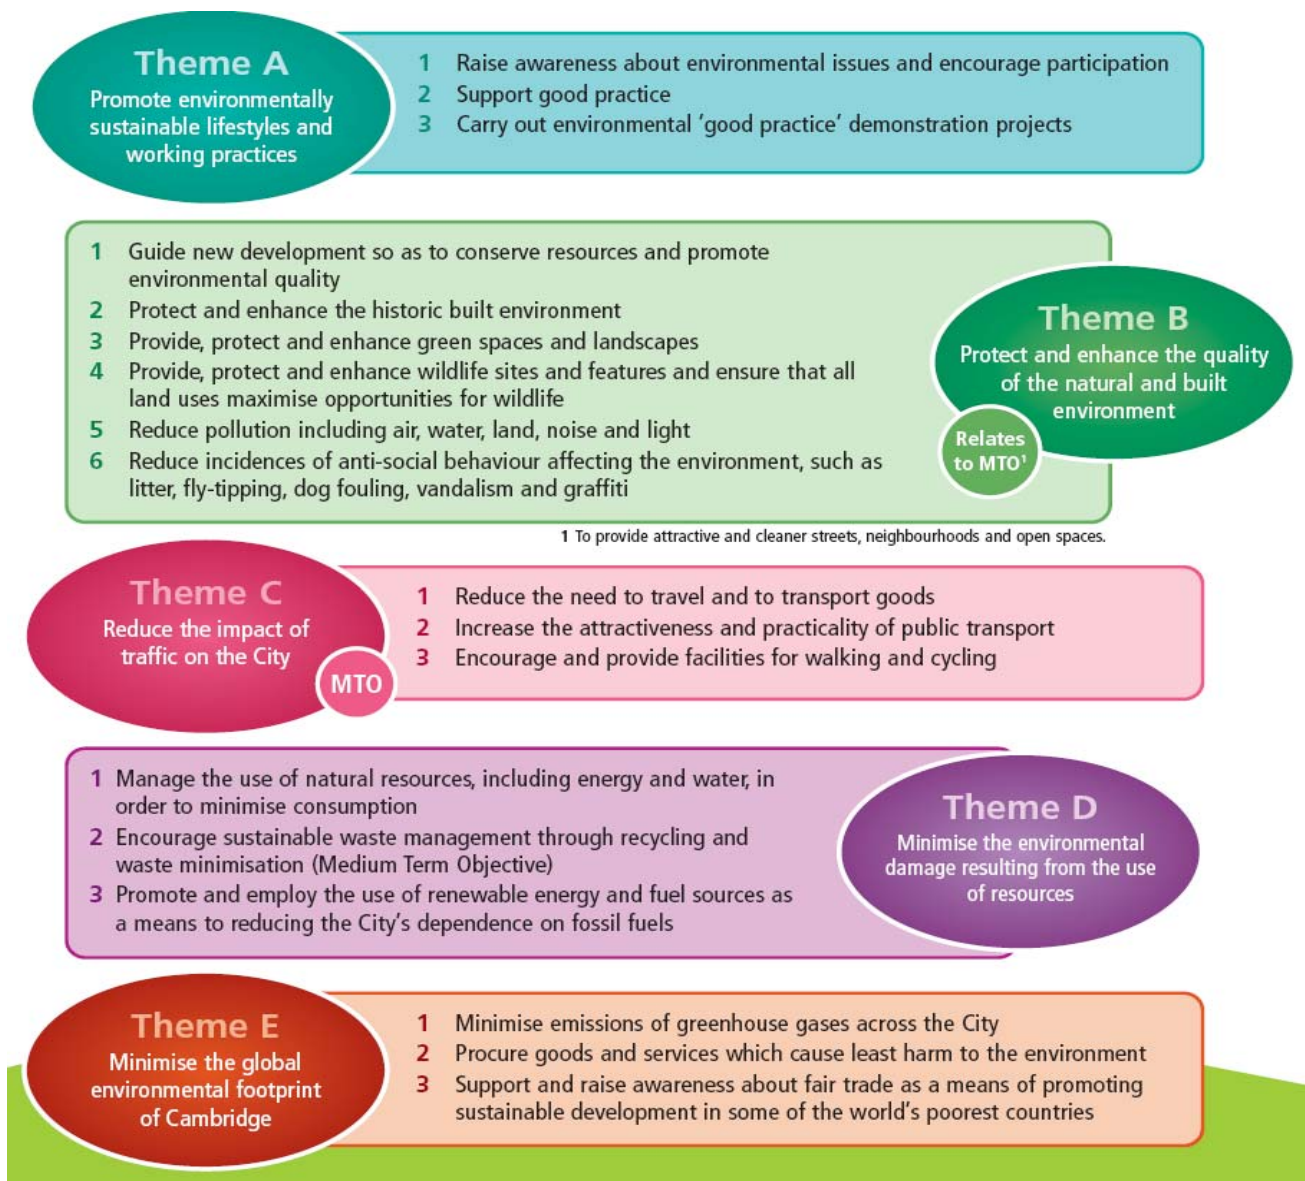 Theme A
Promote environmentally
sustainable lifestyles and
working practices
1 Raise awareness about environmental issues and encourage participation
2 Support good practice
3 Carry out environmental ‘good practice’ demonstration projects
1 Guide new development so as to conserve resources and promote
environmental quality
2 Protect and enhance the historic built environment
3 Provide, protect and enhance green spaces and landscapes
4 Provide, protect and enhance wildlife sites and features and ensure that all
land uses maximise opportunities for wildlife
5 Reduce pollution including air, water, land, noise and light
6 Reduce incidences of anti-social behaviour affecting the environment, such as
litter, fly-tipping, dog fouling, vandalism and graffiti
Theme B
Protect and enhance the quality
of the natural and built
environment
Relates
to MTO¹
1 To provide attractive and cleaner streets, neighbourhoods and open spaces.
Theme C
Reduce the impact of
traffic on the City
MTO
1 Reduce the need to travel and to transport goods
2 Increase the attractiveness and practicality of public transport
3 Encourage and provide facilities for walking and cycling
1 Manage the use of natural resources, including energy and water, in
order to minimise consumption
2 Encourage sustainable waste management through recycling and
waste minimisation (Medium Term Objective)
3 Promote and employ the use of renewable energy and fuel sources as
a means to reducing the City’s dependence on fossil fuels
Theme D
Minimise the environmental
damage resulting from the use
of resources
Theme E
Minimise the global
environmental footprint
of Cambridge
1 Minimise emissions of greenhouse gases across the City
2 Procure goods and services which cause least harm to the environment
3 Support and raise awareness about fair trade as a means of promoting
sustainable development in some of the world’s poorest countries